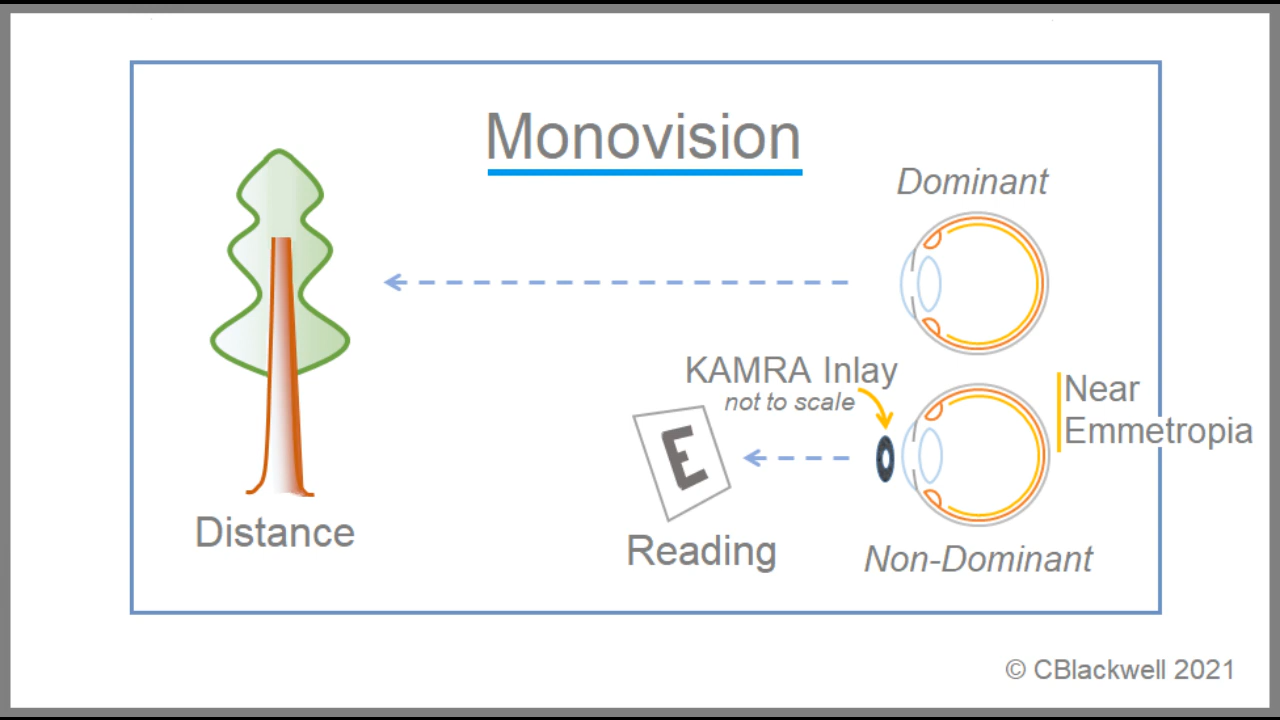 Monovision
Dominant
KAMRA Inlay
not to scale
Near
Emmetropia
E
Distance
Reading
Non-Dominant
© CBlackwell 2021